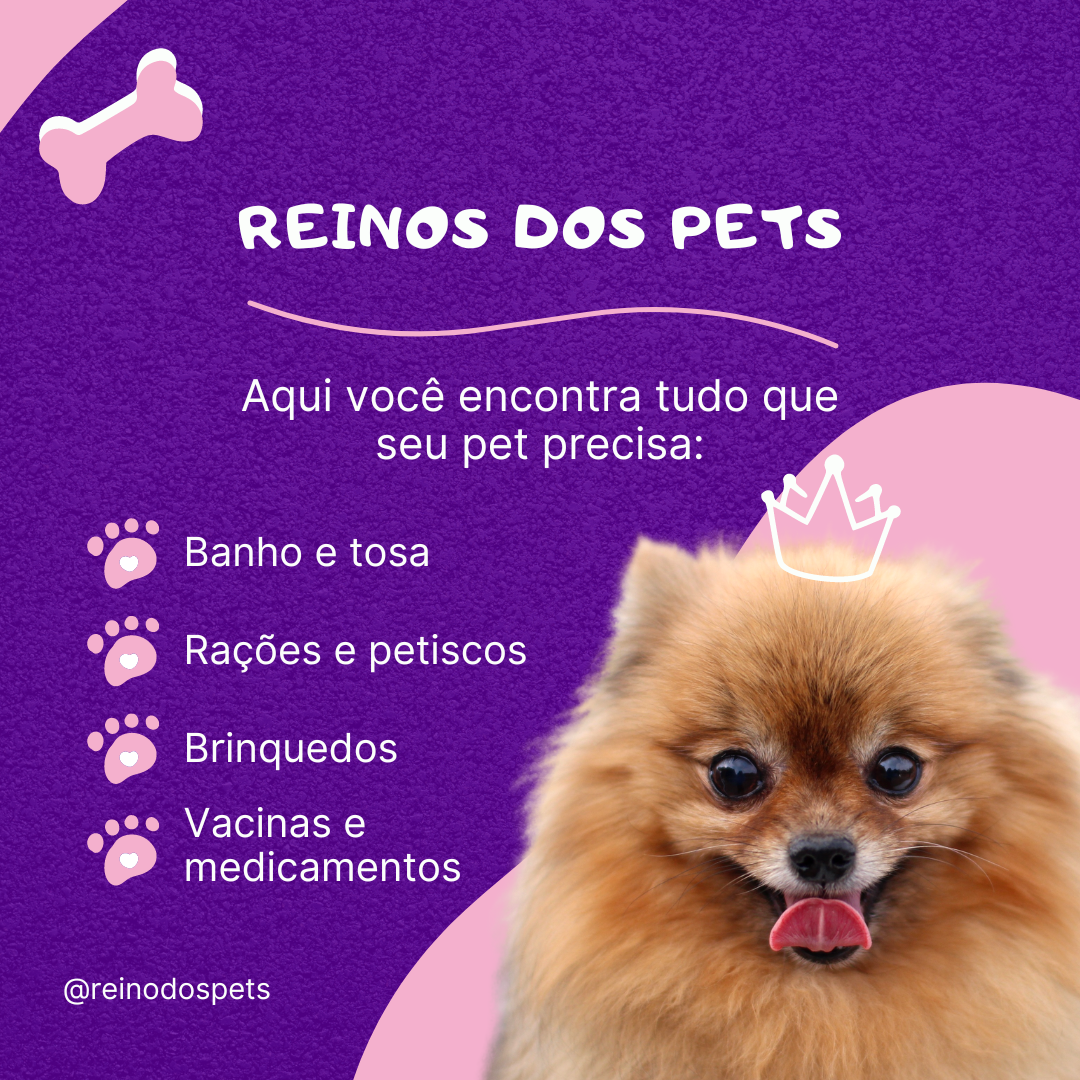 REINOS DOS PETS
Aqui você encontra tudo que
seu pet precisa:
Banho e tosa
Rações e petiscos
Brinquedos
Vacinas e
medicamentos
@reinodospets